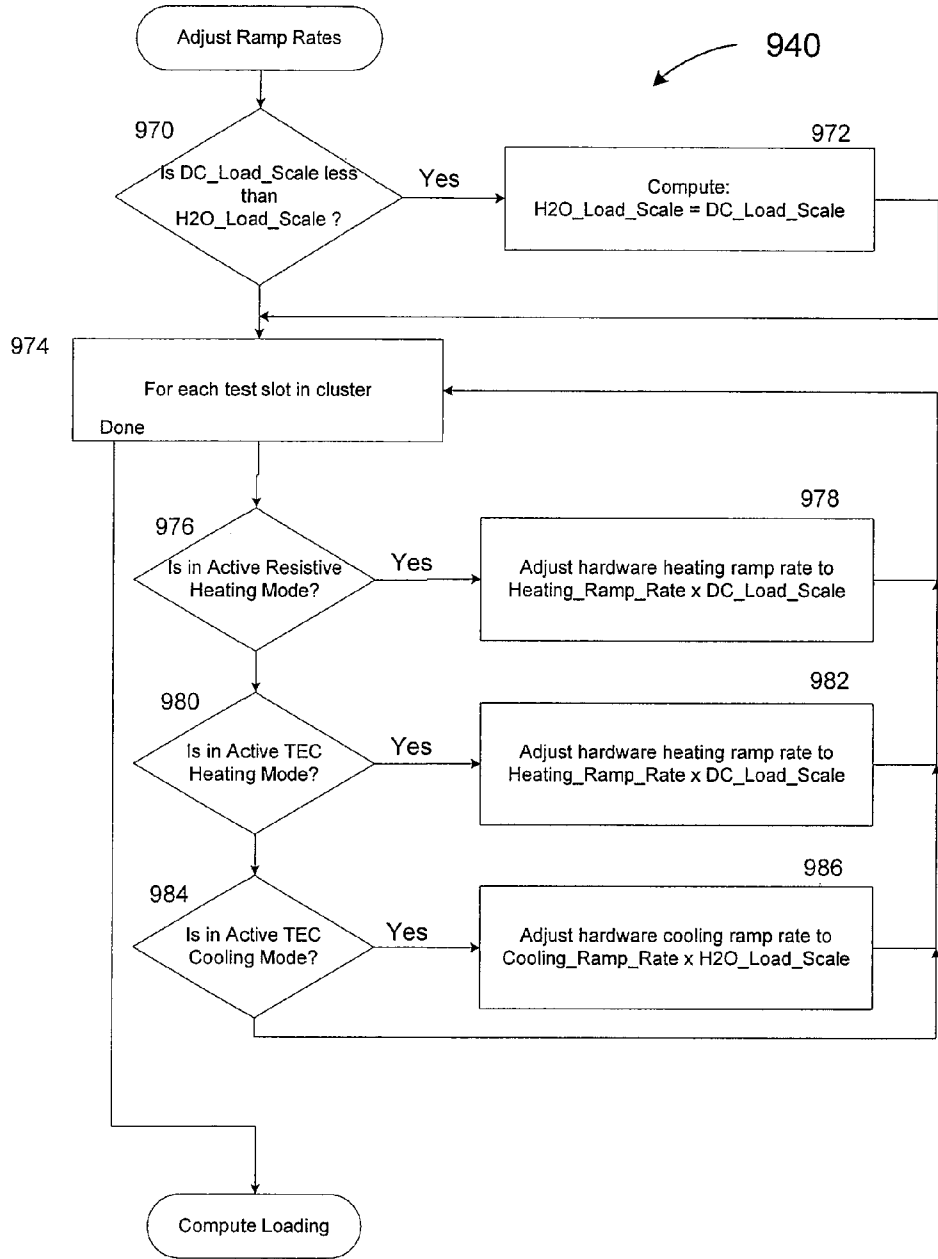 Adjust Ramp Rates
940
970
Is DC_Load_Scale less
than
H2O_Load_Scale ?
Yes
972
Compute:
H2O_Load_Scale = DC_Load_Scale
974
For each test slot in cluster
Done
976
Is in Active Resistive
Heating Mode?
Yes
978
Adjust hardware heating ramp rate to
Heating_Ramp_Rate x DC_Load_Scale
980
Is in Active TEC
Heating Mode?
Yes
982
Adjust hardware heating ramp rate to
Heating_Ramp_Rate x DC_Load_Scale
984
Is in Active TEC
Cooling Mode?
Yes
986
Adjust hardware cooling ramp rate to
Cooling_Ramp_Rate x H2O_Load_Scale
Compute Loading